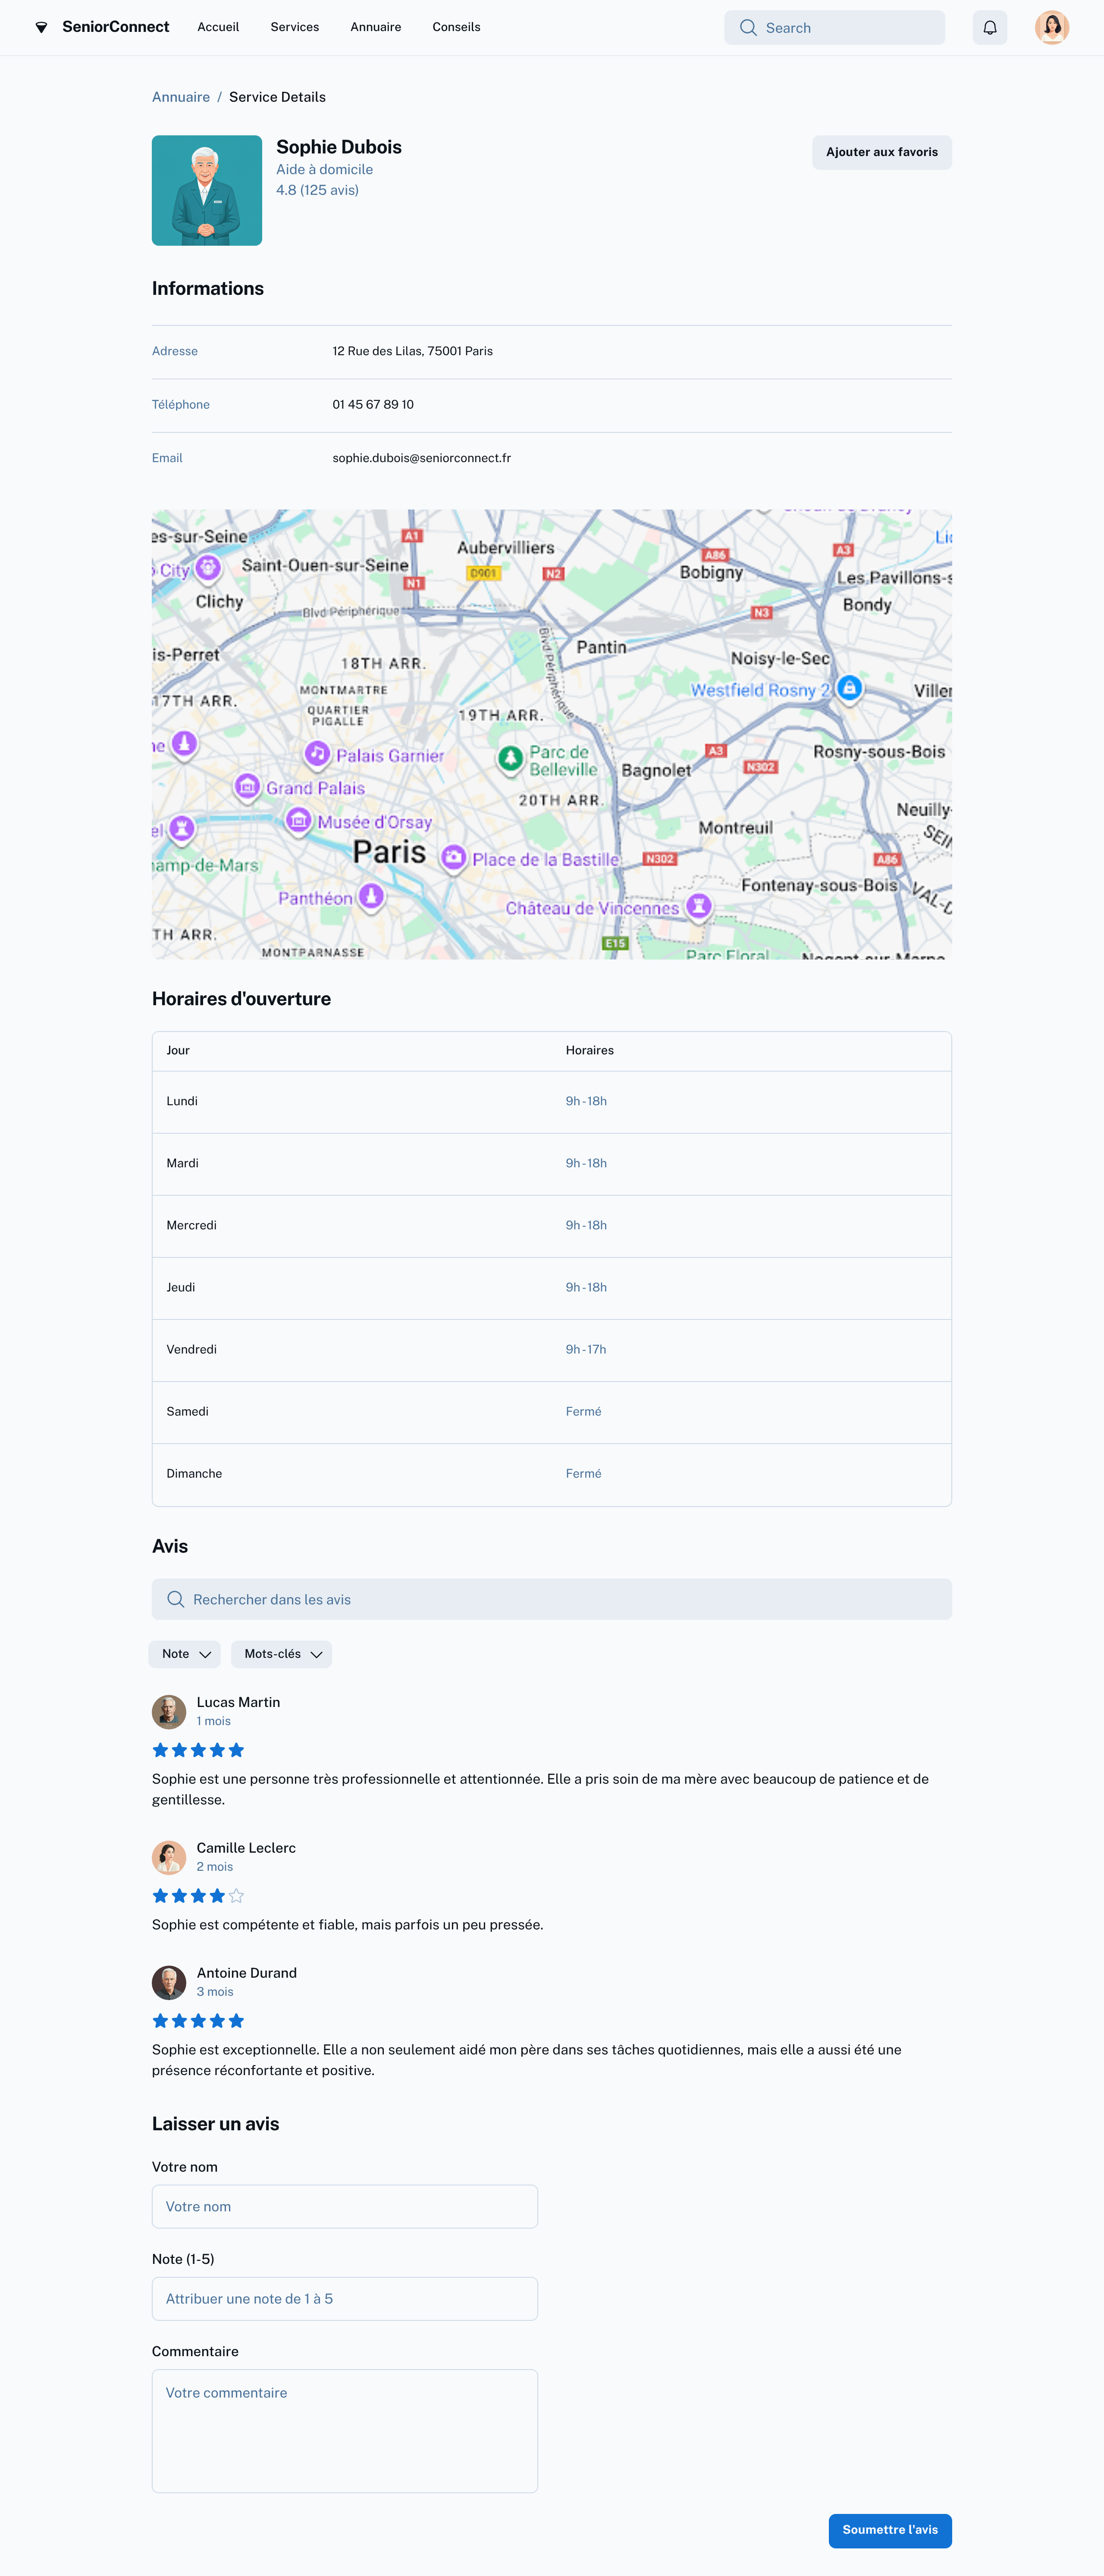 SeniorConnect
Accueil
Services
Annuaire
Conseils
Search
Annuaire / Service Details
Sophie Dubois
Aide à domicile
4.8 (125 avis)
Ajouter aux favoris
Informations
Adresse
12 Rue des Lilas, 75001 Paris
Téléphone
01 45 67 89 10
Email
sophie.dubois@seniorconnect.fr
es-sur-Seine
A1
Aubervilliers
A86
A3
City
Saint-Ouen-sur-Seine
D901
N1
N2
Bobigny
Les Pavillons-s
Clichy
Blvd Périphérique
N3
Bondy
is-Perret
Blvd Périphérique
Pantin
18TH ARR.
Noisy-le-Sec
17TH ARR.
MONTMARTRE
Westfield Rosny 2
Viller
QUARTIER
PIGALLE
19TH ARR.
ne
Palais Garnier
Parc de
Belleville
A3
Rosny-sous-Bois
Bagnolet
N302
Grand Palais
20TH ARR.
Neuilly-
el
Musée d'Orsay
Montreuil
SEIN
Paris
Place de la Bastille
N302
A86
hamp-de-Mars
Fontenay-sous-Bois
VAL-D
Panthéon
Château de Vincennes
TH ARR.
E15
MONTPARNASSE
Parc Floral
Nogent-sur-Marne
Horaires d'ouverture
Jour
Horaires
Lundi
9h - 18h
Mardi
9h - 18h
Mercredi
9h - 18h
Jeudi
9h - 18h
Vendredi
9h - 17h
Samedi
Fermé
Dimanche
Fermé
Avis
Rechercher dans les avis
Note
Mots-clés
Lucas Martin
1 mois
Sophie est une personne très professionnelle et attentionnée. Elle a pris soin de ma mère avec beaucoup de patience et de
gentillesse.
Camille Leclerc
2 mois
Sophie est compétente et fiable, mais parfois un peu pressée.
Antoine Durand
3 mois
Sophie est exceptionnelle. Elle a non seulement aidé mon père dans ses tâches quotidiennes, mais elle a aussi été une
présence réconfortante et positive.
Laisser un avis
Votre nom
Votre nom
Note (1-5)
Attribuer une note de 1 à 5
Commentaire
Votre commentaire
Soumettre l'avis